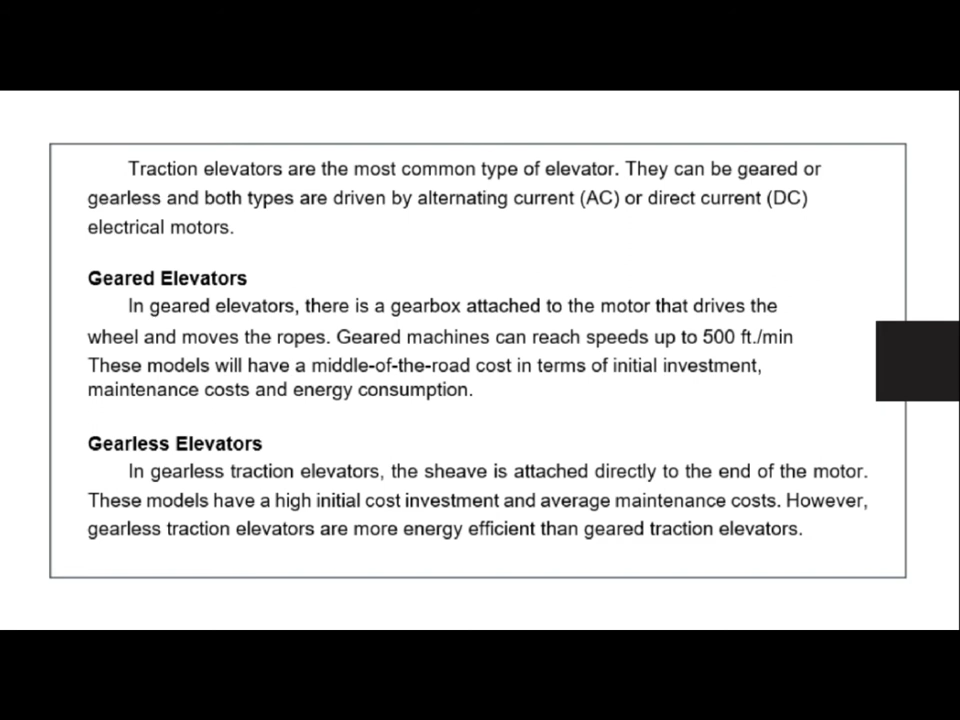 Traction elevators are the most common type of elevator. They can be geared or
gearless and both types are driven by alternating current (AC) or direct current (DC)
electrical motors.
Geared Elevators
In geared elevators, there is a gearbox attached to the motor that drives the
wheel and moves the ropes. Geared machines can reach speeds up to 500 ft./min
These models will have a middle-of-the-road cost in terms of initial investment,
maintenance costs and energy consumption.
Gearless Elevators
In gearless traction elevators, the sheave is attached directly to the end of the motor.
These models have a high initial cost investment and average maintenance costs. However,
gearless traction elevators are more energy efficient than geared traction elevators.